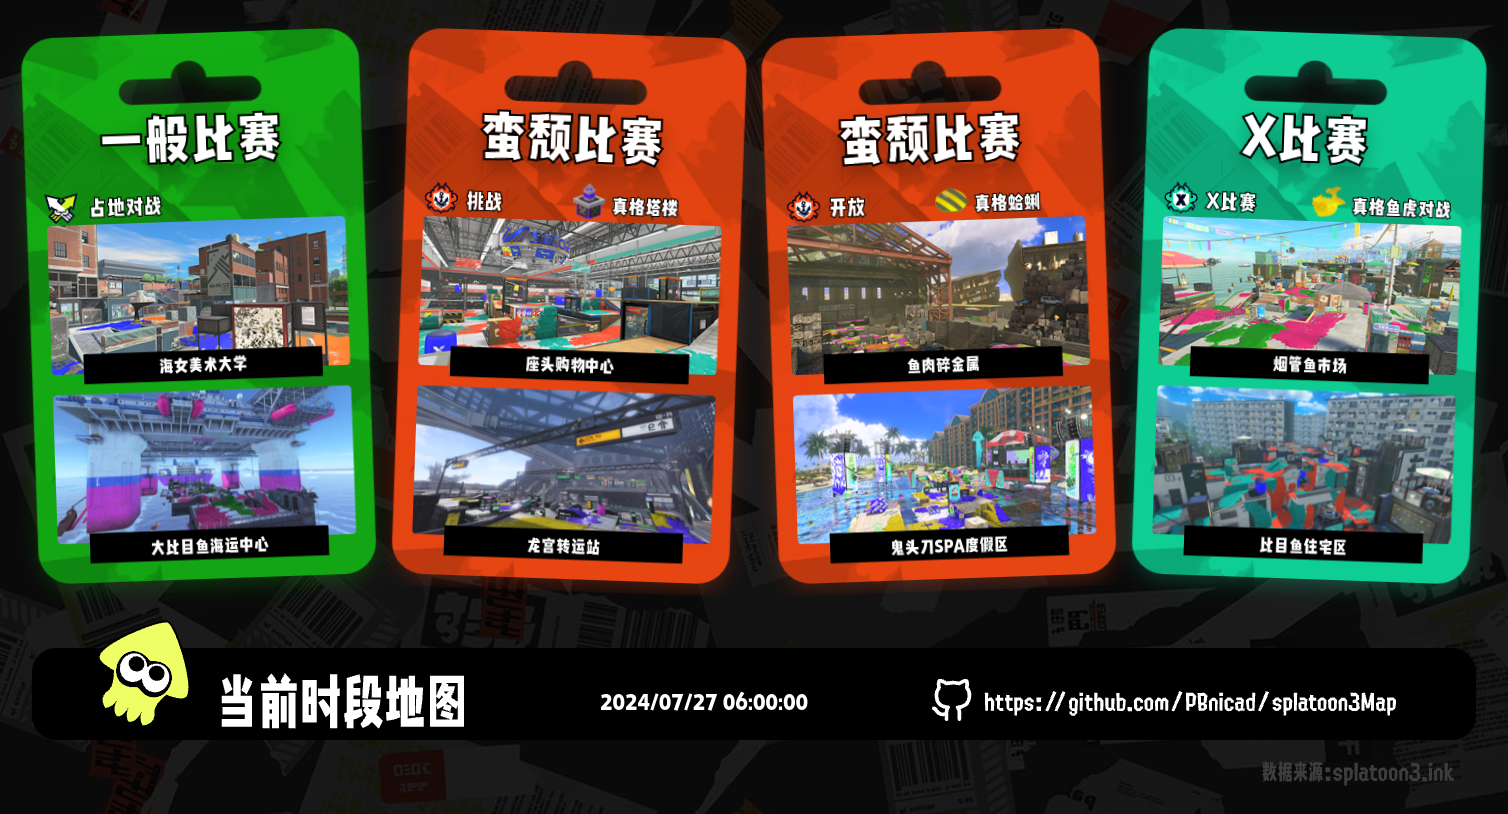 一般比赛
占地对战
海女美术大学
大比目鱼海运中心
蛮颓比赛
挑战
真格塔楼
座头购物中心
龙宫转运站
蛮颓比赛
开放
真格蛤蜊
鱼肉碎金属
鬼头刀SPA度假区
X比赛
X比赛
真格鱼虎对战
烟管鱼市场
比目鱼住宅区
当前时段地图
2024/07/27 06:00:00
https://github.com/PBnicad/splatoon3Map
数据来源:splatoon3.ink